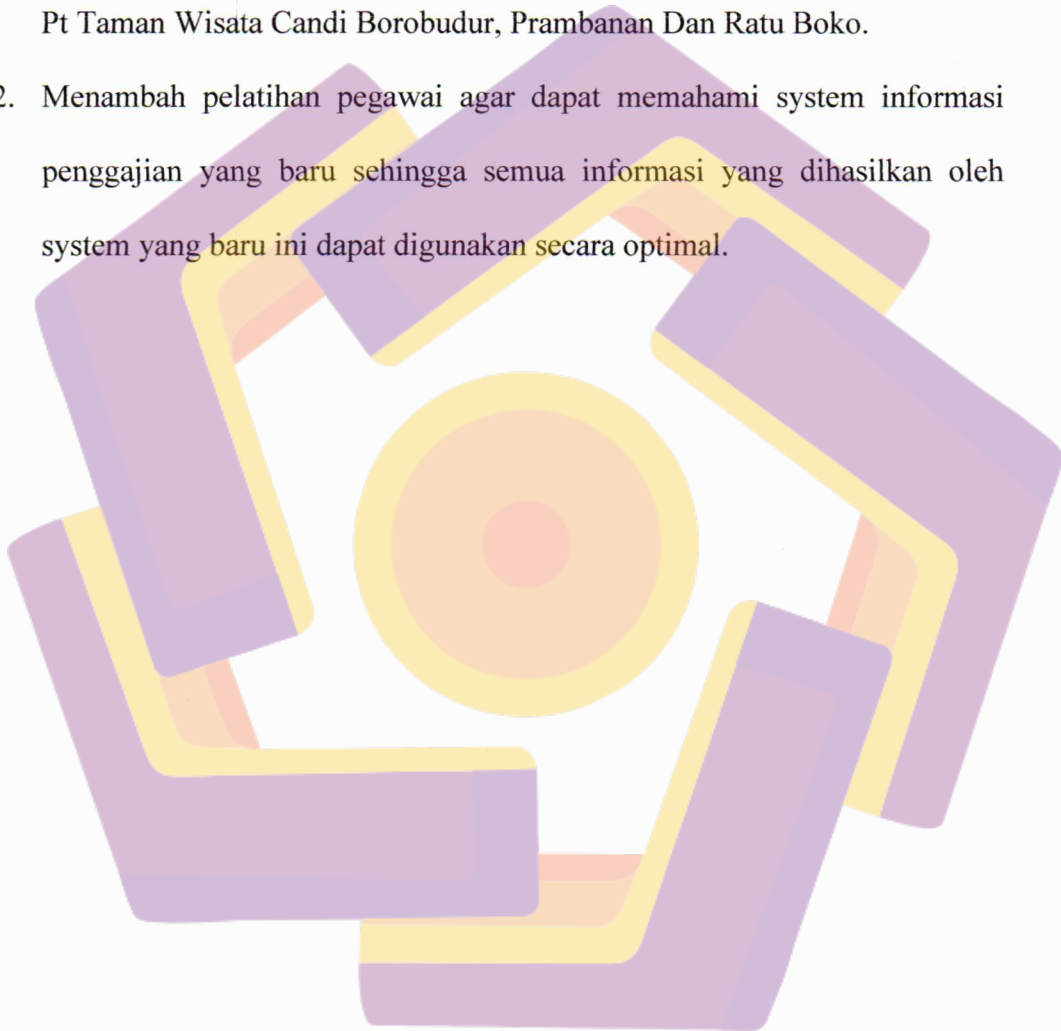 Pt Taman Wisata Candi Borobudur, Prambanan Dan Ratu Boko.
2. Menambah pelatihan pegawai agar dapat memahami system informasi
penggajian yang baru sehingga semua informasi yang dihasilkan oleh
system yang baru ini dapat digunakan secara optimal.